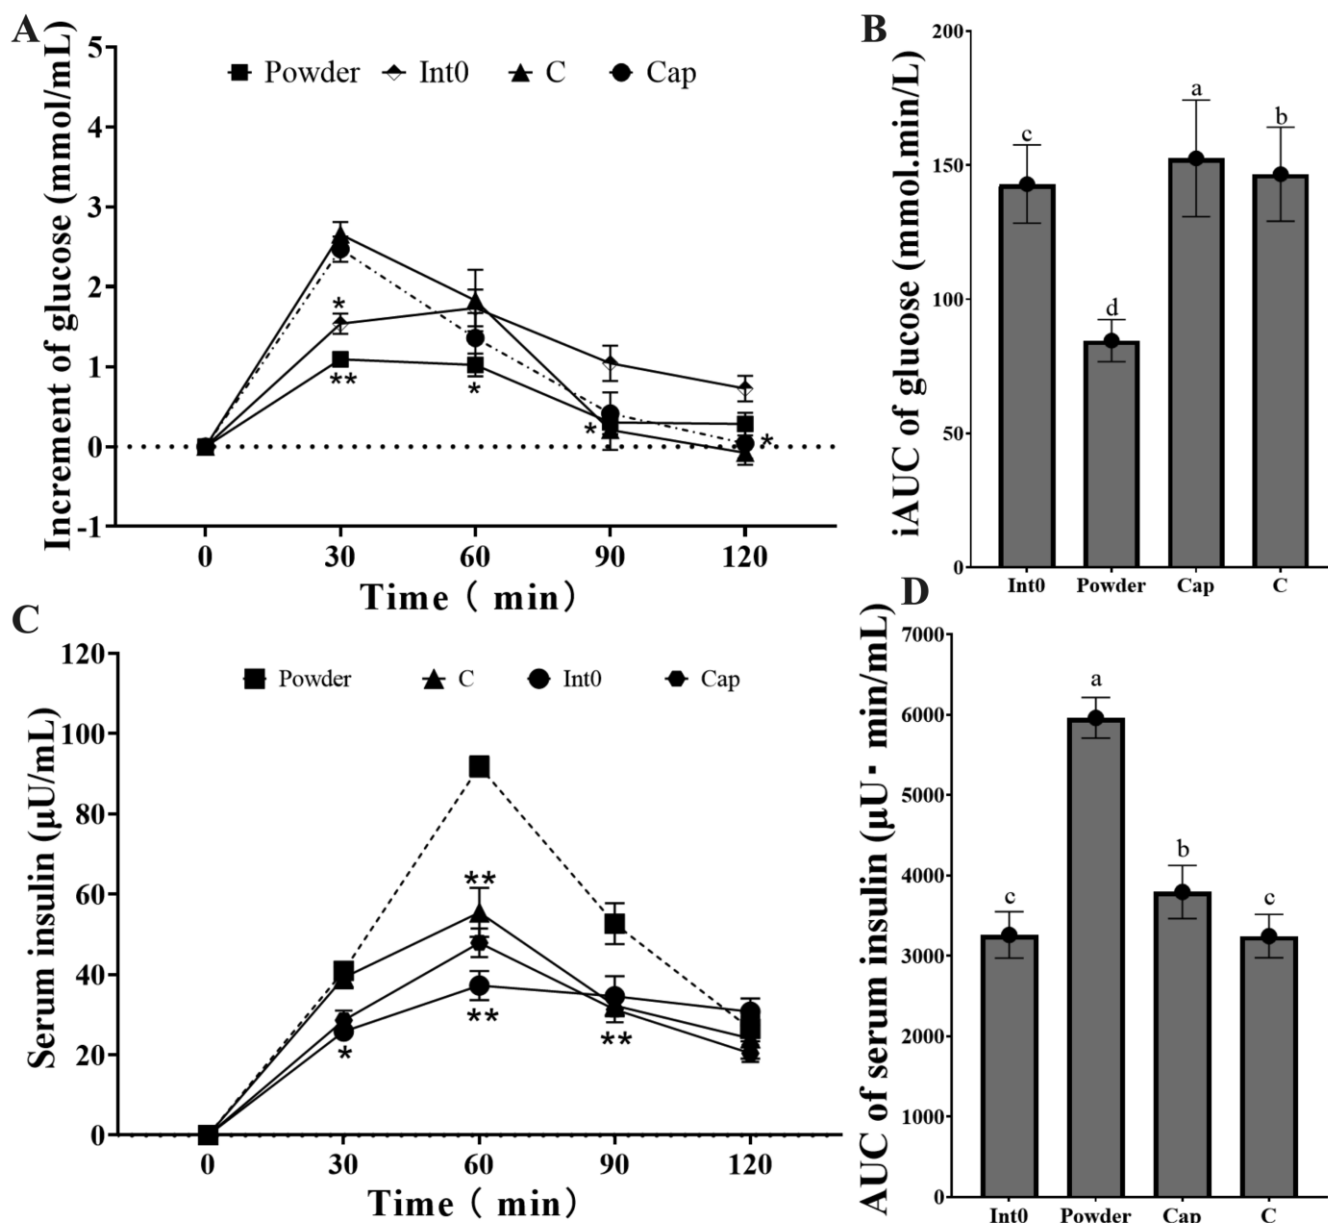 A
Increment of glucose (mmol/mL)
5
4
3
2
1
0
-1
Powder Int0 C Cap
*
**
*
*
*
0 30 60 90 120
Time ( min)
B
iAUC of glucose (mmol.min/L)
200
150
100
50
0
c
d
a
b
Int0 Powder Cap C
C
Serum insulin (μU/mL)
120
100
80
60
40
20
0
Powder C Int0 Cap
**
*
**
**
0 30 60 90 120
Time ( min)
D
AUC of serum insulin (μU· min/mL)
7000
6000
5000
4000
3000
2000
1000
0
c
a
b
c
Int0 Powder Cap C